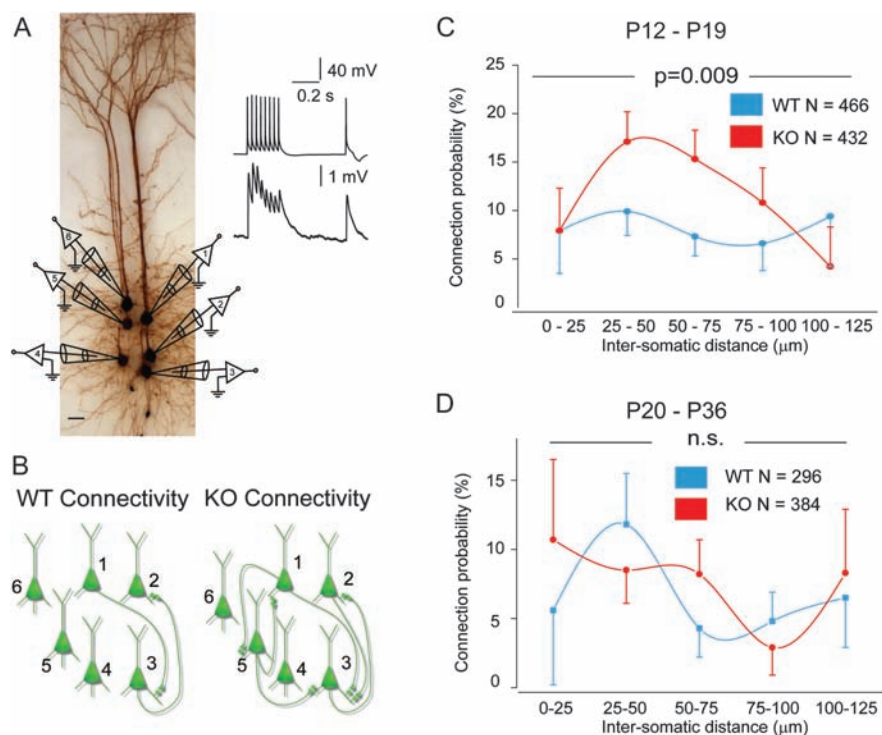 A
40 mV
0.2 s
1 mV
6
1
5
2
4
3
B
WT Connectivity
KO Connectivity
1
2
6
5
4
3
1
2
6
5
4
3
C
P12 - P19
p=0.009
WT N = 466
KO N = 432
Connection probability (%)
25
20
15
10
5
0
0 - 25
25 - 50
50 - 75
75 - 100
100 - 125
Inter-somatic distance (μm)
D
P20 - P36
n.s.
WT N = 296
KO N = 384
Connection probability (%)
15
10
5
0
0-25
25-50
50-75
75-100
100-125
Inter-somatic distance (μm)